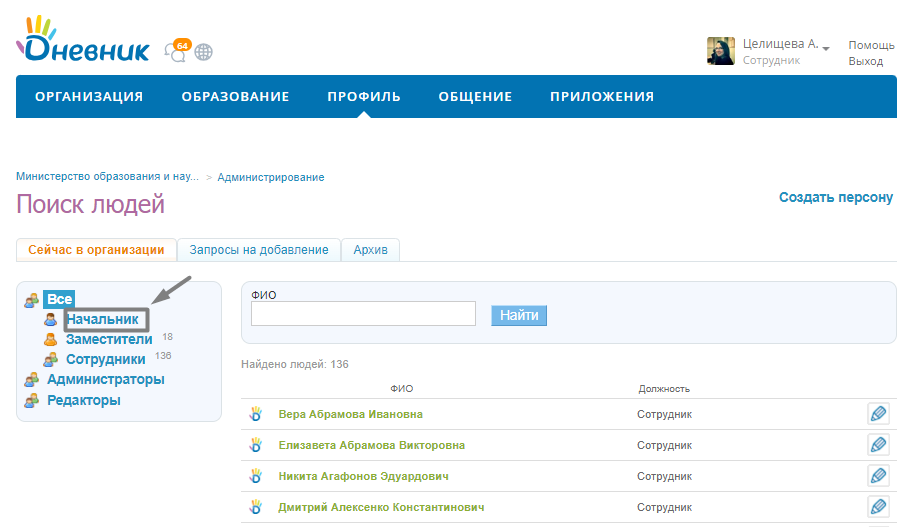 Дневник
64
Целищева А.
Сотрудник
Помощь
Выход
ОРГАНИЗАЦИЯ ОБРАЗОВАНИЕ ПРОФИЛЬ ОБЩЕНИЕ ПРИЛОЖЕНИЯ
Министерство образования и нау... > Администрирование
Поиск людей
Создать персону
Сейчас в организации Запросы на добавление Архив
Все
Начальник
Заместители 18
Сотрудники 136
Администраторы
Редакторы
ФИО
Найти
Найдено людей: 136
ФИО Должность
Вера Абрамова Ивановна Сотрудник
Елизавета Абрамова Викторовна Сотрудник
Никита Агафонов Эдуардович Сотрудник
Дмитрий Алексенко Константинович Сотрудник